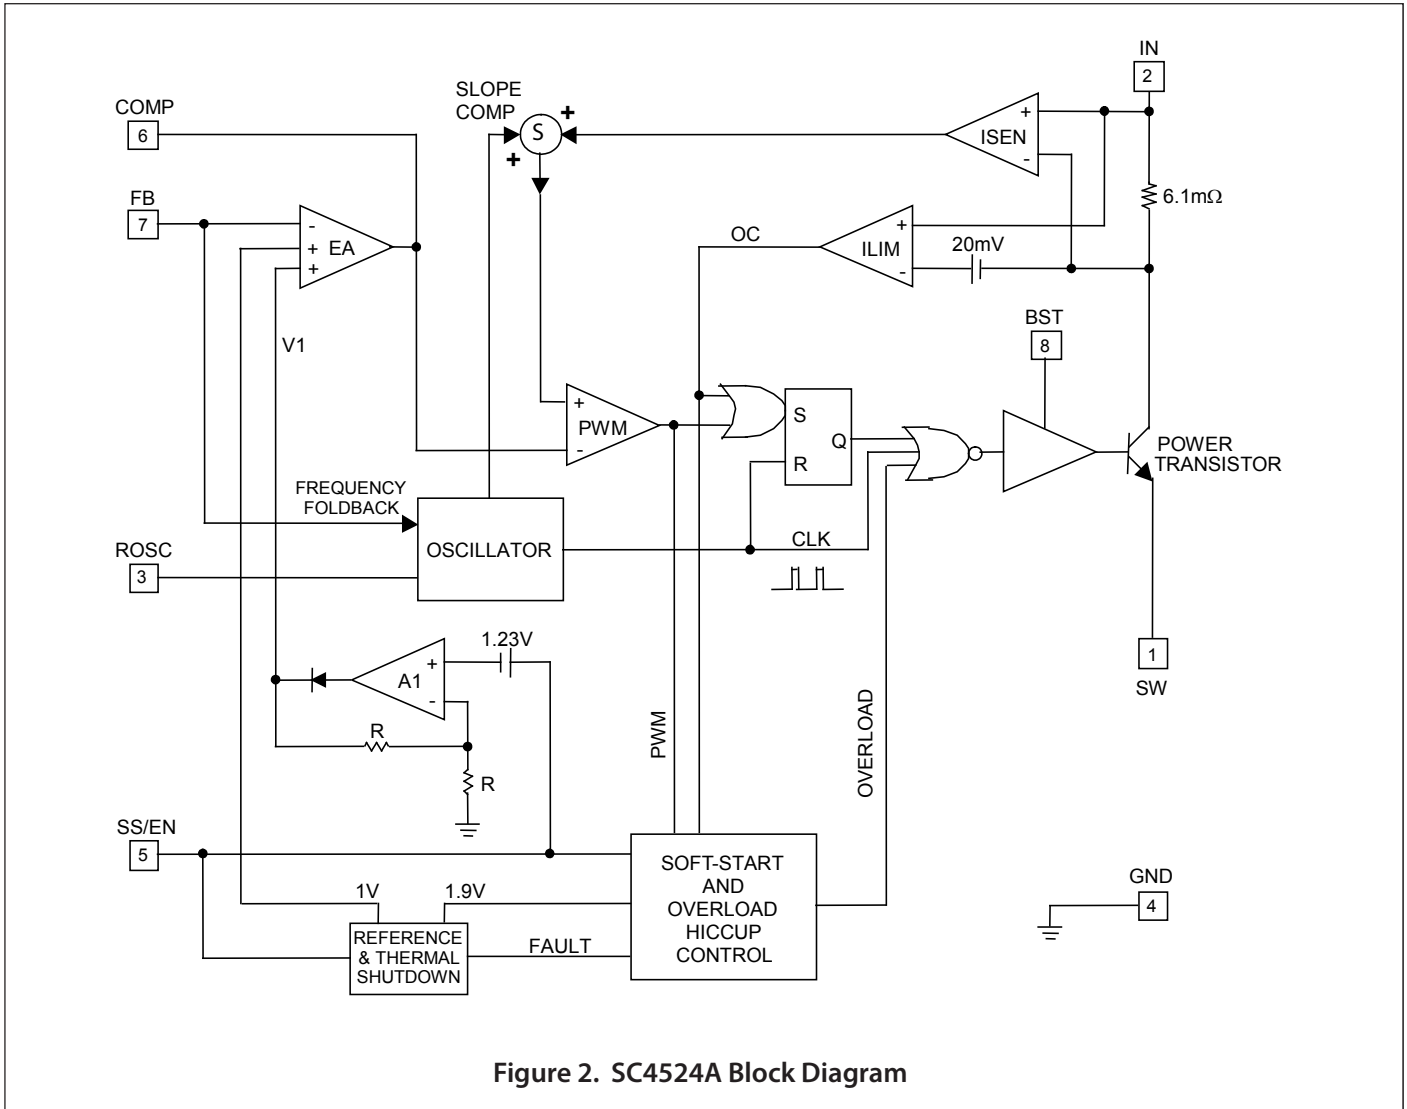 IN
2
SLOPE
COMP
+
S
+
COMP
6
+
ISEN
-
FB
7
6.1mΩ
-
+ EA
+
OC
+
ILIM
-
20mV
V1
BST
8
+
PWM
-
S
Q
R
POWER
TRANSISTOR
FREQUENCY
FOLDBACK
ROSC
3
OSCILLATOR
CLK
1.23V
+
A1
-
1
SW
R
R
PWM
OVERLOAD
SS/EN
5
SOFT-START
AND
OVERLOAD
HICCUP
CONTROL
1V
1.9V
REFERENCE
& THERMAL
SHUTDOWN
FAULT
GND
4
Figure 2. SC4524A Block Diagram